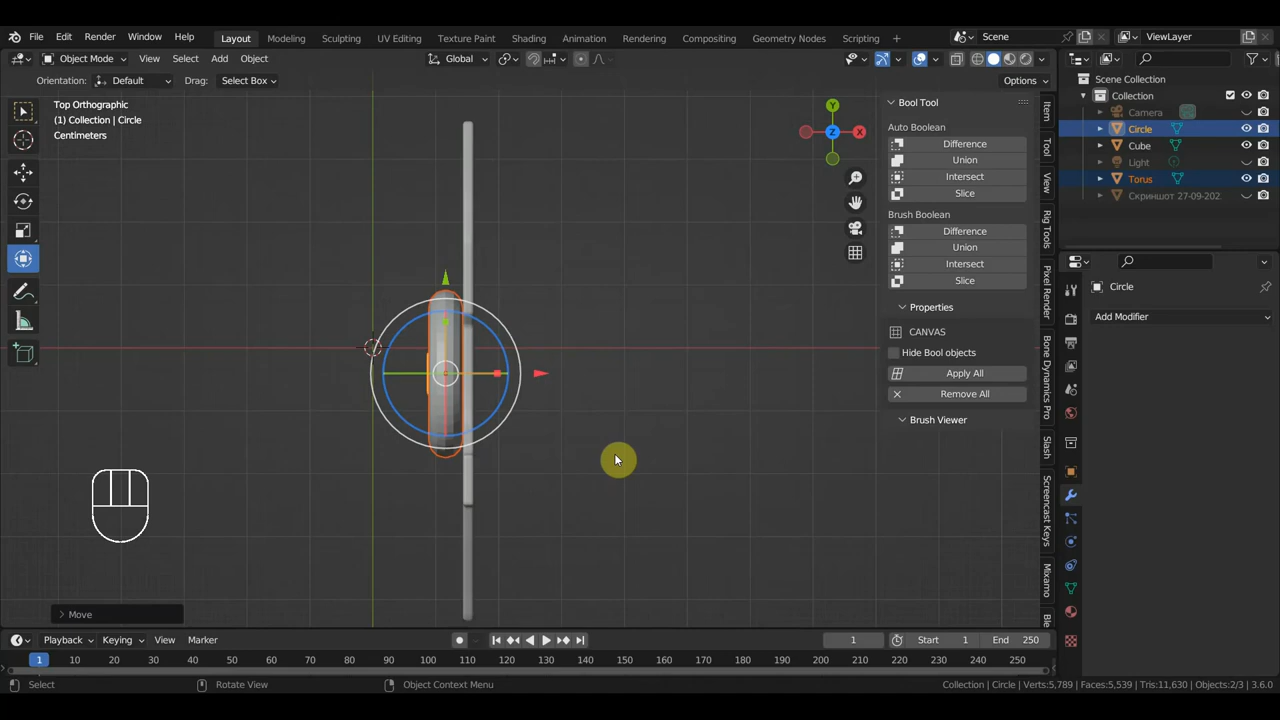 File Edit Render Window Help Layout Modeling Sculpting UV Editing Texture Paint Shading Animation Rendering Compositing Geometry Nodes Scripting + Scene ViewLayer
Object Mode View Select Add Object Global
Orientation: Default Drag: Select Box Options
Top Orthographic
(1) Collection | Circle
Centimeters
Y
X
Z
Bool Tool
Auto Boolean
Difference
Union
Intersect
Slice
Brush Boolean
Difference
Union
Intersect
Slice
Properties
CANVAS
Hide Bool objects
Apply All
Remove All
Brush Viewer
Item
Tool
View
Rig Tools
Pixel Render
Bone Dynamics Pro
Slash
Screencast Keys
Mixamo
Ble
Scene Collection
Collection
Camera
Circle
Cube
Light
Torus
Скриншот 27-09-202
Circle
Add Modifier
Move
Playback Keying View Marker 1 Start 1 End 250
1 10 20 30 40 50 60 70 80 90 100 110 120 130 140 150 160 170 180 190 200 210 220 230 240 250
Select Rotate View Object Context Menu Collection | Circle | Verts:5,789 | Faces:5,539 | Tris:11,630 | Objects:2/3 | 3.6.0